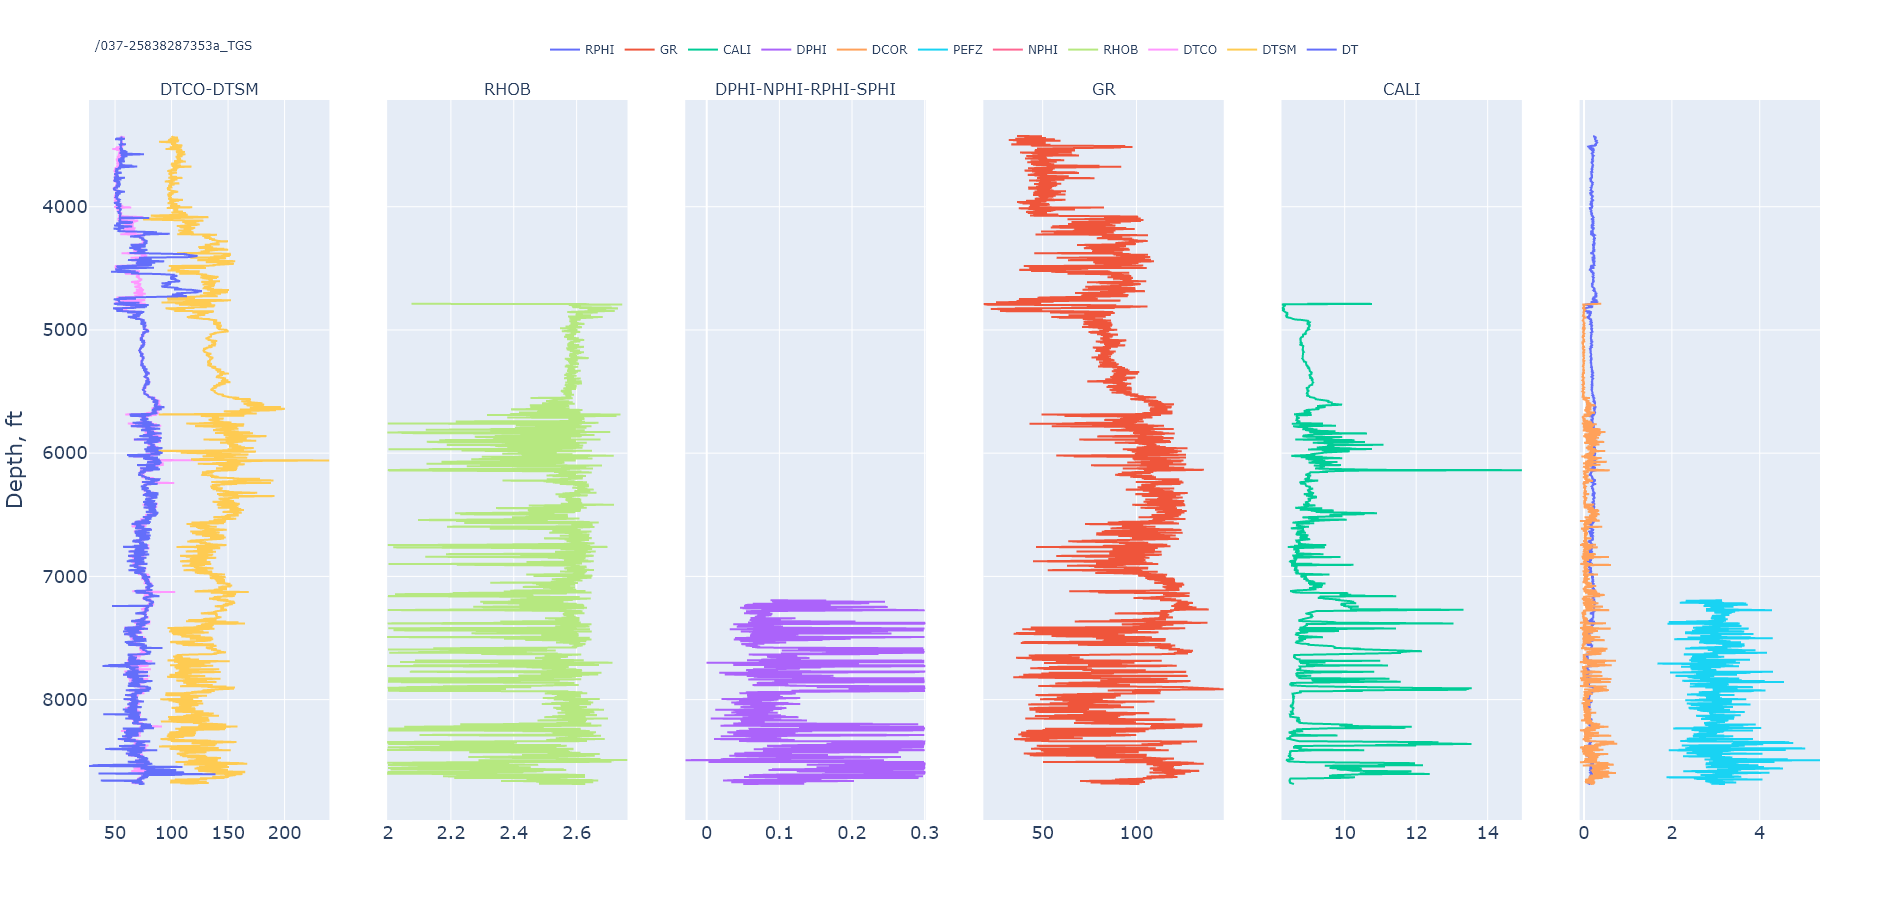 /037-25838287353a_TGS
RPHI GR CALI DPHI DCOR PEFZ NPHI RHOB DTCO DTSM DT
DTCO-DTSM RHOB DPHI-NPHI-RPHI-SPHI GR CALI
Depth, ft
4000
5000
6000
7000
8000
50 100 150 200 2 2.2 2.4 2.6 0 0.1 0.2 0.3 50 100 10 12 14 0 2 4